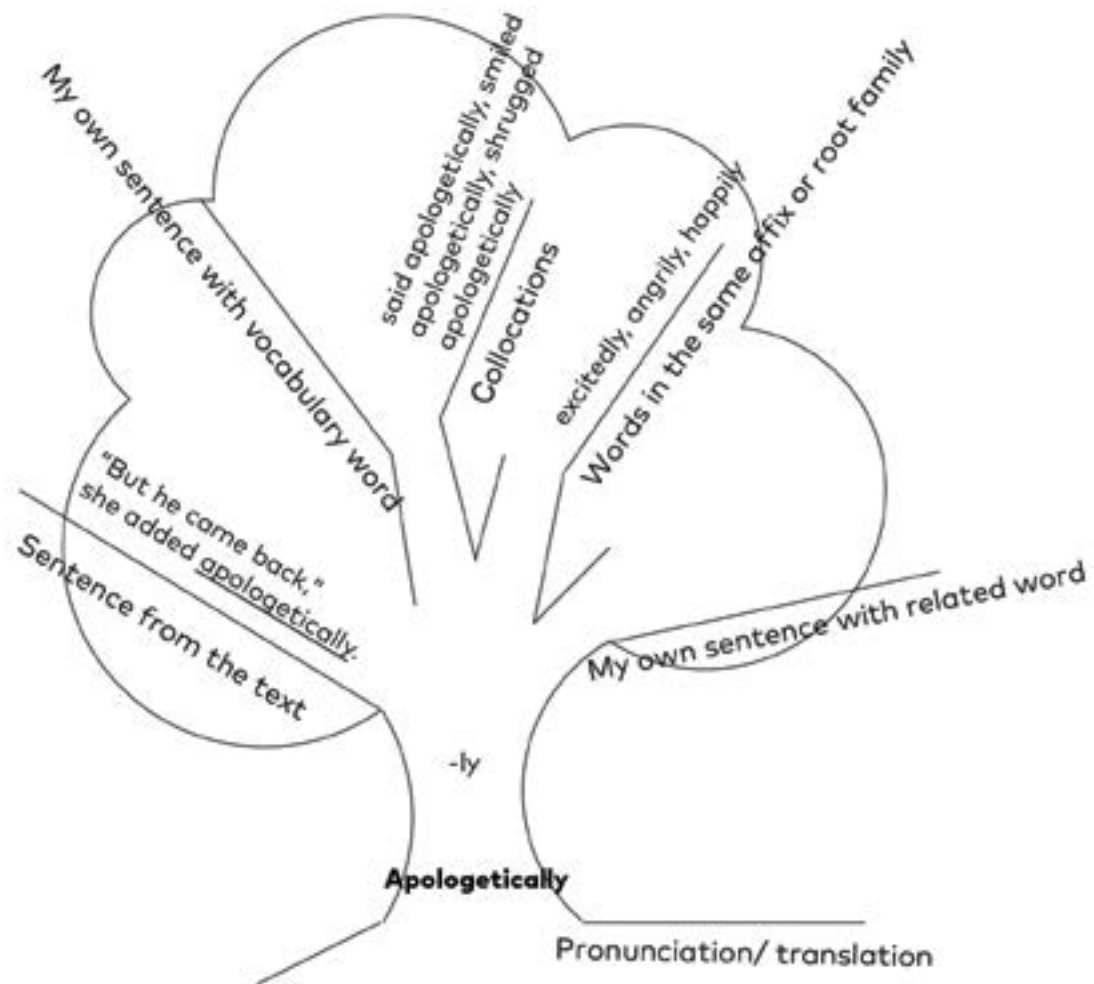 My own sentence with vocabulary word
said apologetically, smiled
apologetically, shrugged
apologetically
Collocations
excitedly, angrily, happily
Words in the same affix or root family
"But he came back,"
she added apologetically.
Sentence from the text
My own sentence with related word
-ly
Apologetically
Pronunciation/ translation